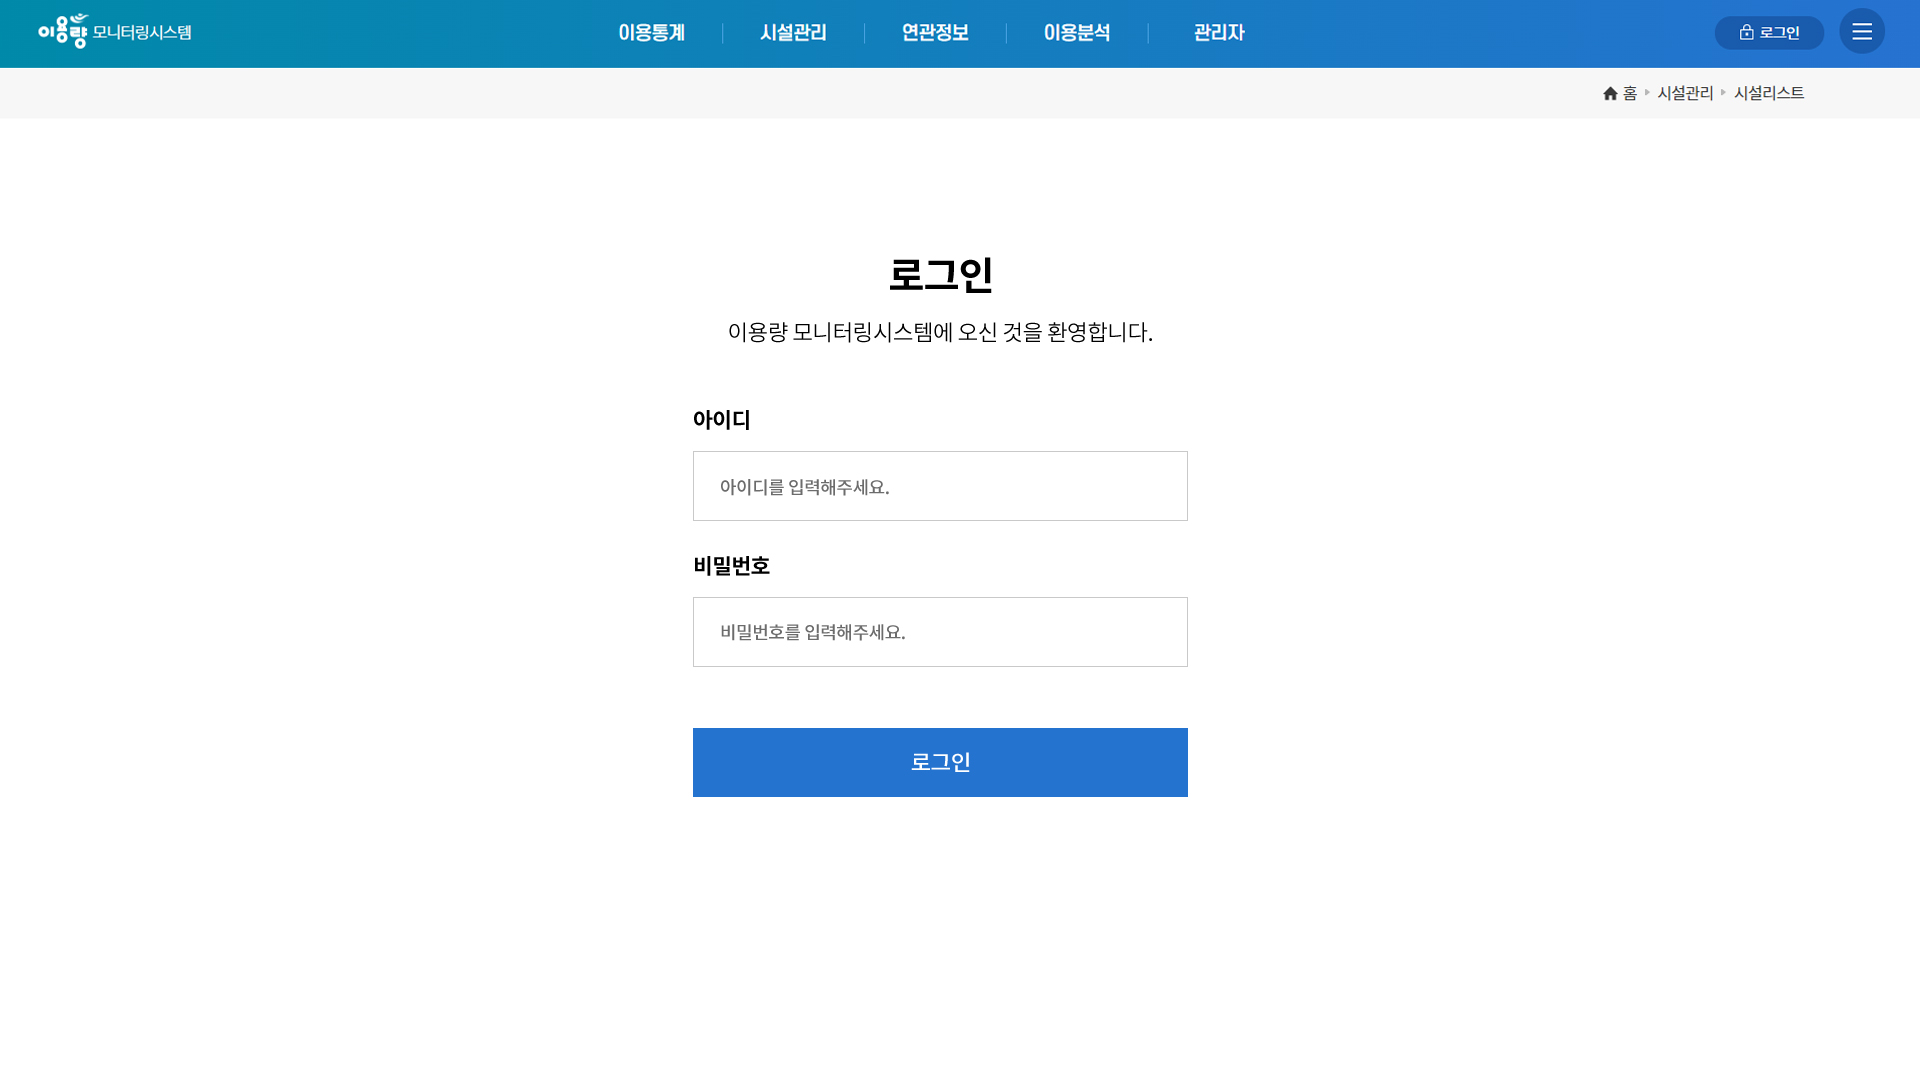 이용량 모니터링시스템
이용통계 시설관리 연관정보 이용분석 관리자
로그인
홈 시설관리 시설리스트
로그인
이용량 모니터링시스템에 오신 것을 환영합니다.
아이디
아이디를 입력해주세요.
비밀번호
비밀번호를 입력해주세요.
로그인